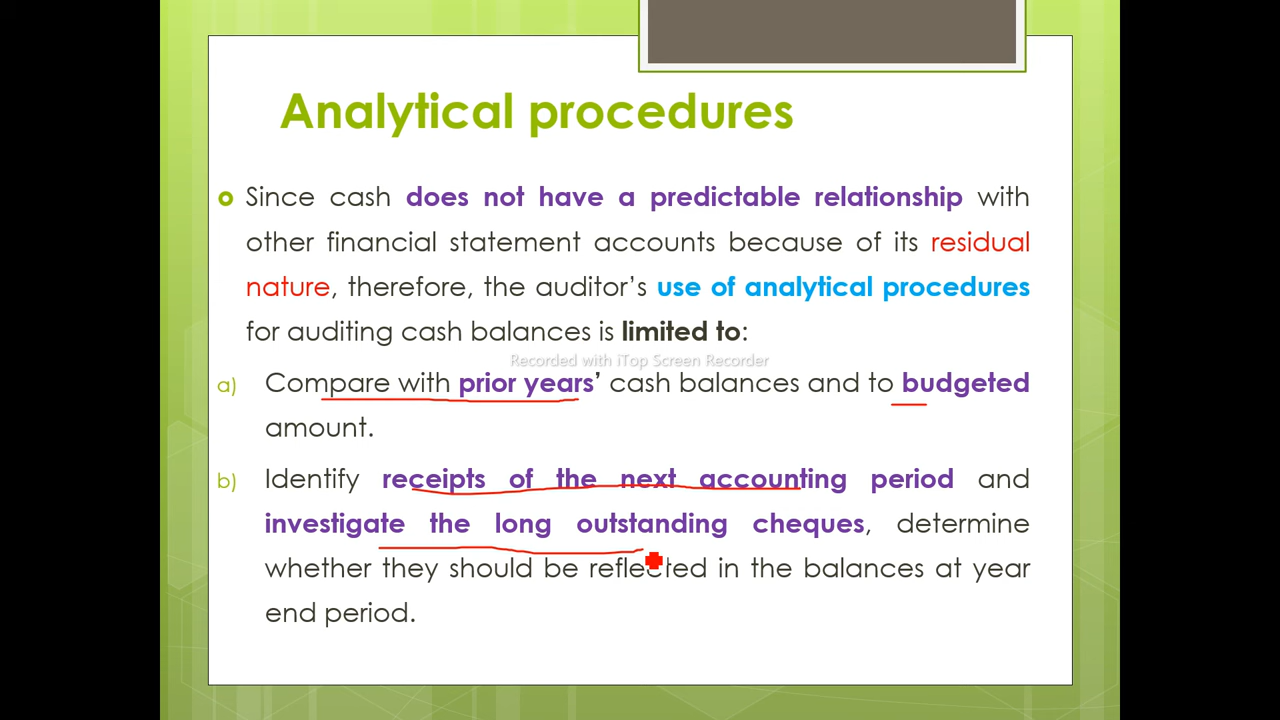 Analytical procedures
Since cash does not have a predictable relationship with
other financial statement accounts because of its residual
nature, therefore, the auditor’s use of analytical procedures
for auditing cash balances is limited to:
Recorded with iTop Screen Recorder
a) Compare with prior years’ cash balances and to budgeted
amount.
b) Identify receipts of the next accounting period and
investigate the long outstanding cheques, determine
whether they should be reflected in the balances at year
end period.